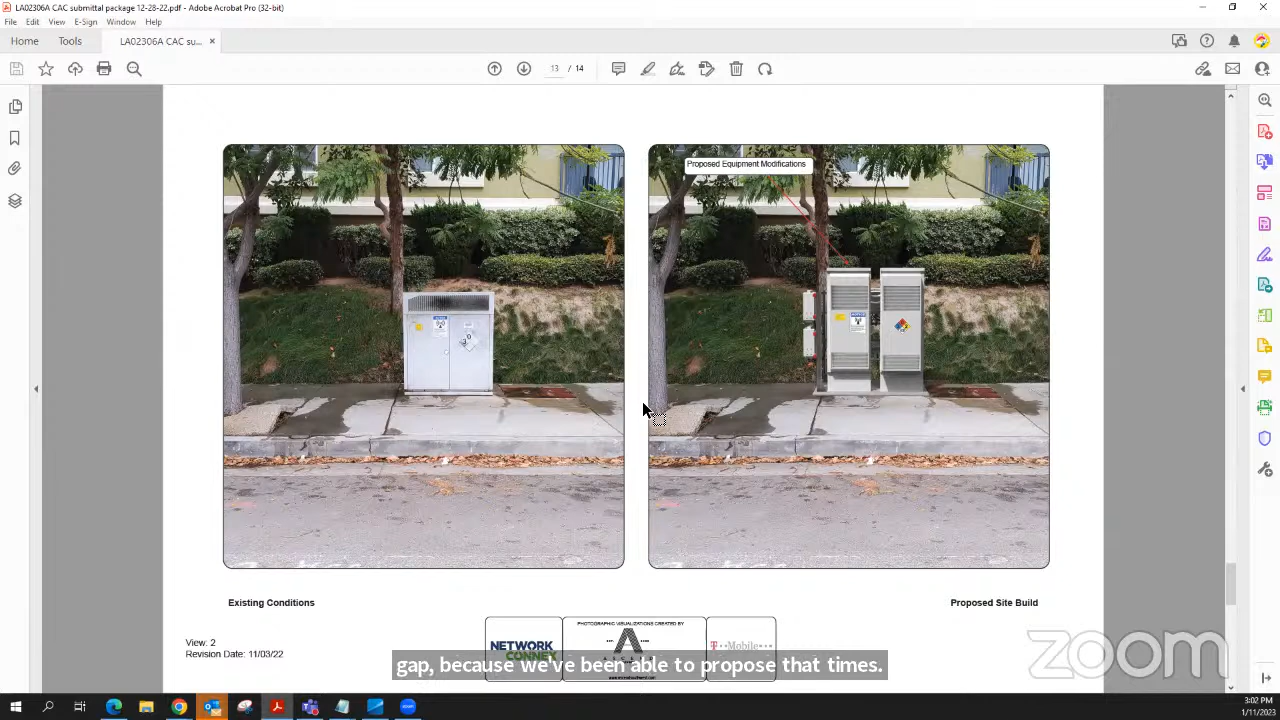 LA02306A CAC submittal package 12-28-22.pdf - Adobe Acrobat Pro (32-bit)
File Edit View E-Sign Window Help
Home Tools LA02306A CAC su... ×
13 / 14
Proposed Equipment Modifications
Existing Conditions
Proposed Site Build
PHOTOGRAPHIC VISUALIZATIONS CREATED BY
View: 2
Revision Date: 11/03/22
NETWORK
T··Mobile··
zoom
gap, because we've been able to propose that times.
3:02 PM
1/11/2023